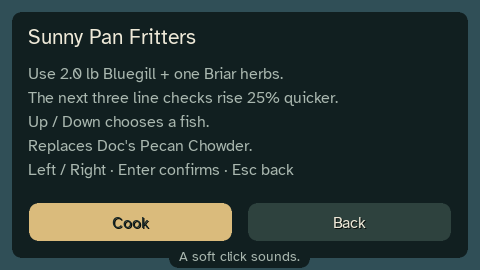 Sunny Pan Fritters
Use 2.0 lb Bluegill + one Briar herbs.
The next three line checks rise 25% quicker.
Up / Down chooses a fish.
Replaces Doc's Pecan Chowder.
Left / Right · Enter confirms · Esc back
Cook
Back
A soft click sounds.